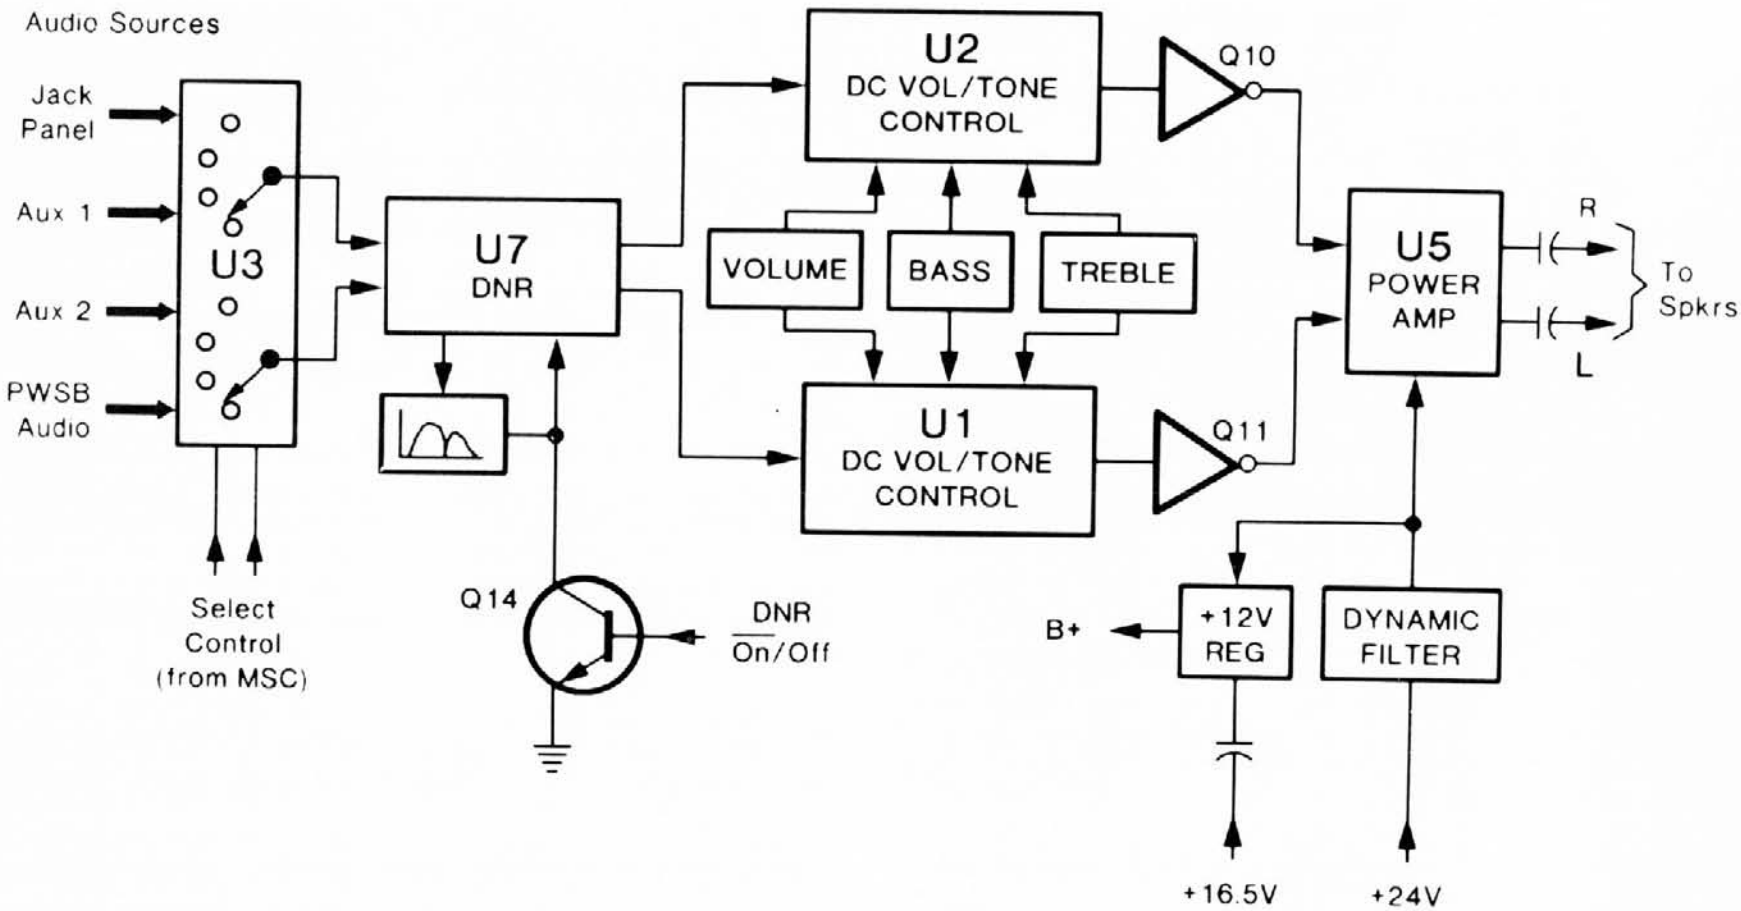 Audio Sources
Jack
Panel
Aux 1
Aux 2
PWSB
Audio
U3
Select
Control
(from MSC)
U7
DNR
Q14
DNR
On/Off
U2
DC VOL/TONE
CONTROL
VOLUME
BASS
TREBLE
U1
DC VOL/TONE
CONTROL
Q10
Q11
U5
POWER
AMP
R
L
To
Spkrs
B+
+12V
REG
DYNAMIC
FILTER
+16.5V
+24V